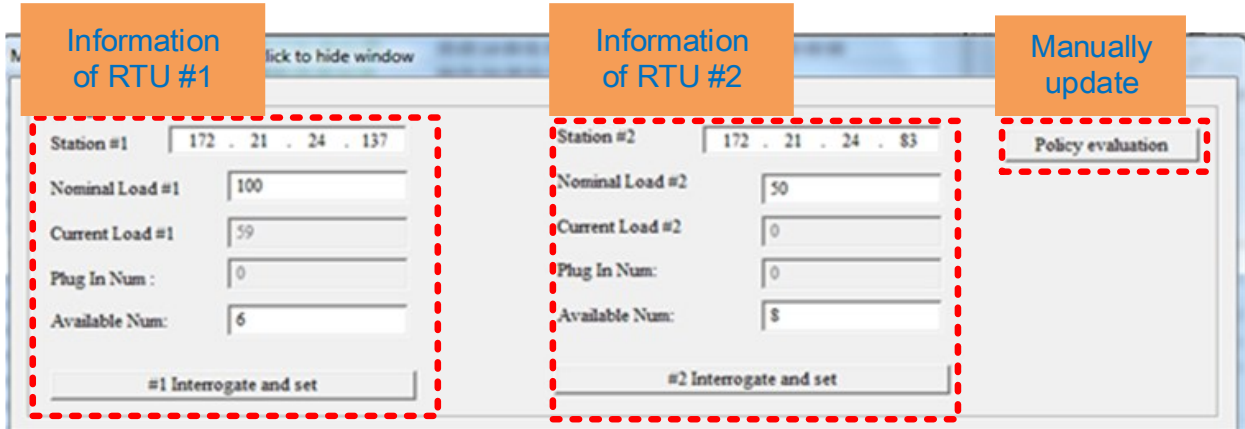 Information
of RTU #1
lick to hide window
Information
of RTU #2
Manually
update
Station #1 172 . 21 . 24 . 137
Nominal Load #1 100
Current Load #1 59
Plug In Num : 0
Available Num: 6
#1 Interrogate and set
Station #2 172 . 21 . 24 . 83
Nominal Load #2 50
Current Load #2 0
Plug In Num: 0
Available Num: 8
#2 Interrogate and set
Policy evaluation